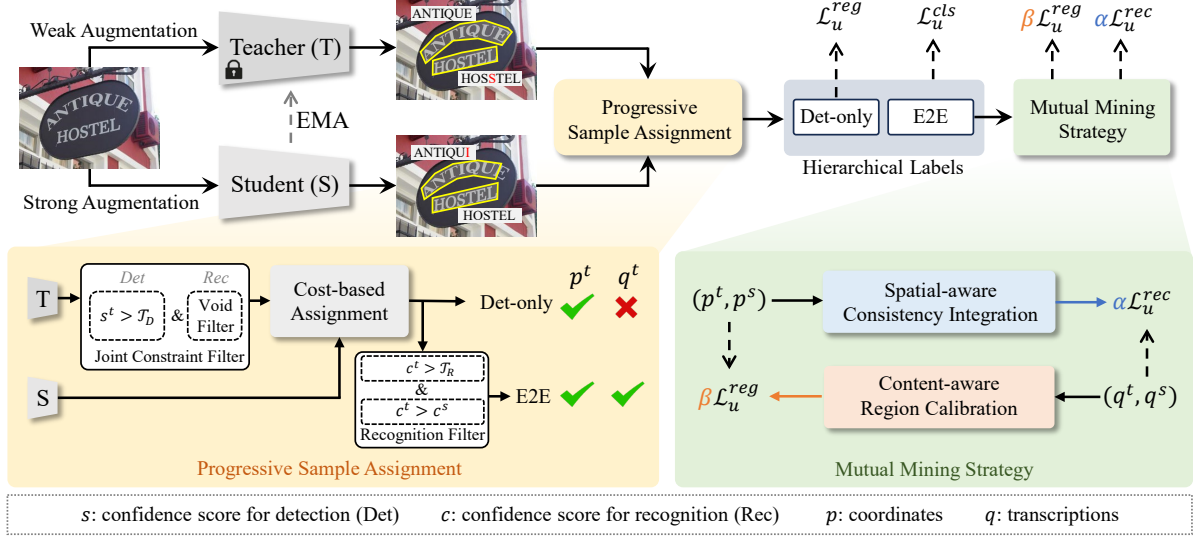 Weak Augmentation
Teacher (T)
ANTIQUE
HOSSTEL
ANTIQUE
HOSTEL
ANTIQUE
HOSTEL
EMA
Strong Augmentation
Student (S)
ANTIQUI
HOSTEL
ANTIQUE
HOSTEL
Progressive
Sample Assignment
ℒ_u^{reg}
ℒ_u^{cls}
Det-only
E2E
Hierarchical Labels
βℒ_u^{reg}
αℒ_u^{rec}
Mutual Mining
Strategy
T
Det
Rec
s^t > 𝒯_D
&
Void
Filter
Joint Constraint Filter
Cost-based
Assignment
p^t
q^t
Det-only
S
c^t > 𝒯_R
&
c^t > c^s
Recognition Filter
E2E
Progressive Sample Assignment
(p^t, p^s)
Spatial-aware
Consistency Integration
αℒ_u^{rec}
βℒ_u^{reg}
Content-aware
Region Calibration
(q^t, q^s)
Mutual Mining Strategy
s: confidence score for detection (Det) c: confidence score for recognition (Rec) p: coordinates q: transcriptions